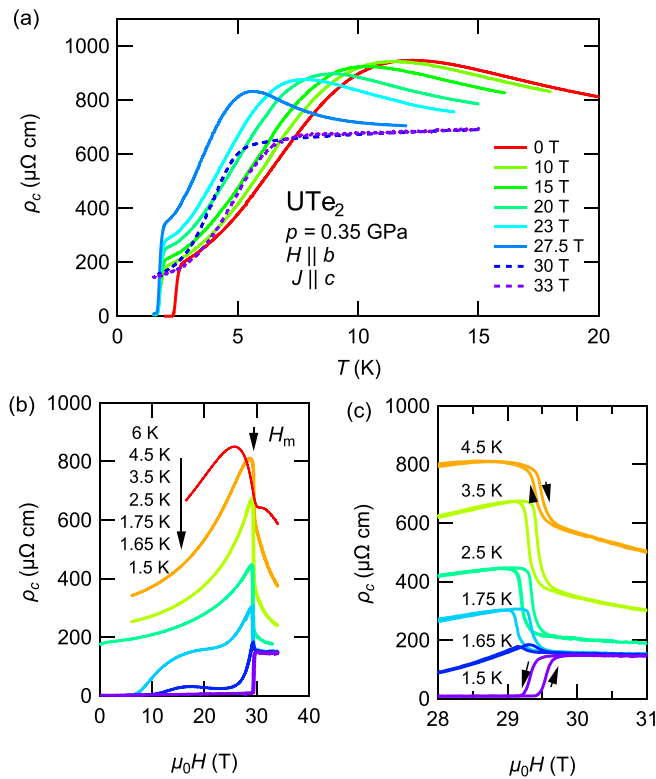 (a)
1000
800
600
400
200
0
ρc (μΩ cm)
UTe2
p = 0.35 GPa
H || b
J || c
0 T
10 T
15 T
20 T
23 T
27.5 T
30 T
33 T
0 5 10 15 20
T (K)
(b)
1000
800
600
400
200
0
ρc (μΩ cm)
6 K
4.5 K
3.5 K
2.5 K
1.75 K
1.65 K
1.5 K
Hm
0 10 20 30 40
μ0H (T)
(c)
1000
800
600
400
200
0
ρc (μΩ cm)
4.5 K
3.5 K
2.5 K
1.75 K
1.65 K
1.5 K
28 29 30 31
μ0H (T)